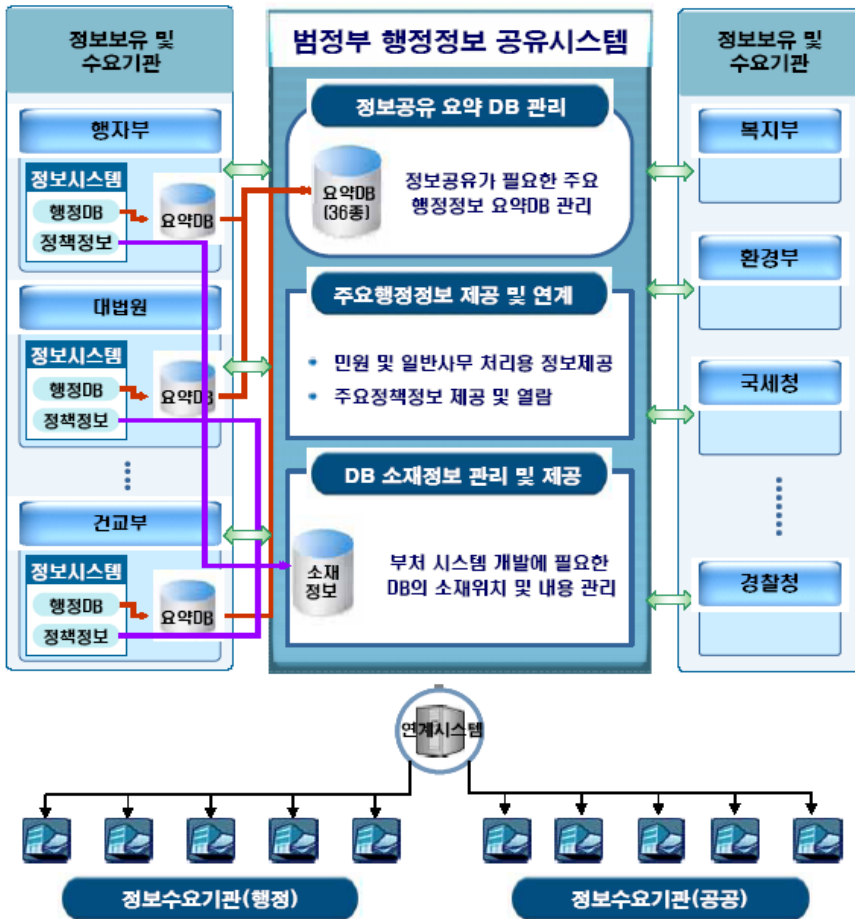 정보보유 및
수요기관
행자부
정보시스템
행정DB
정책정보
요약DB
대법원
정보시스템
행정DB
정책정보
요약DB
건교부
정보시스템
행정DB
정책정보
요약DB
범정부 행정정보 공유시스템
정보공유 요약 DB 관리
요약DB
(36종)
정보공유가 필요한 주요
행정정보 요약DB 관리
주요행정정보 제공 및 연계
• 민원 및 일반사무 처리용 정보제공
• 주요정책정보 제공 및 열람
DB 소재정보 관리 및 제공
소재
정보
부처 시스템 개발에 필요한
DB의 소재위치 및 내용 관리
정보보유 및
수요기관
복지부
환경부
국세청
경찰청
연계시스템
정보수요기관(행정)
정보수요기관(공공)